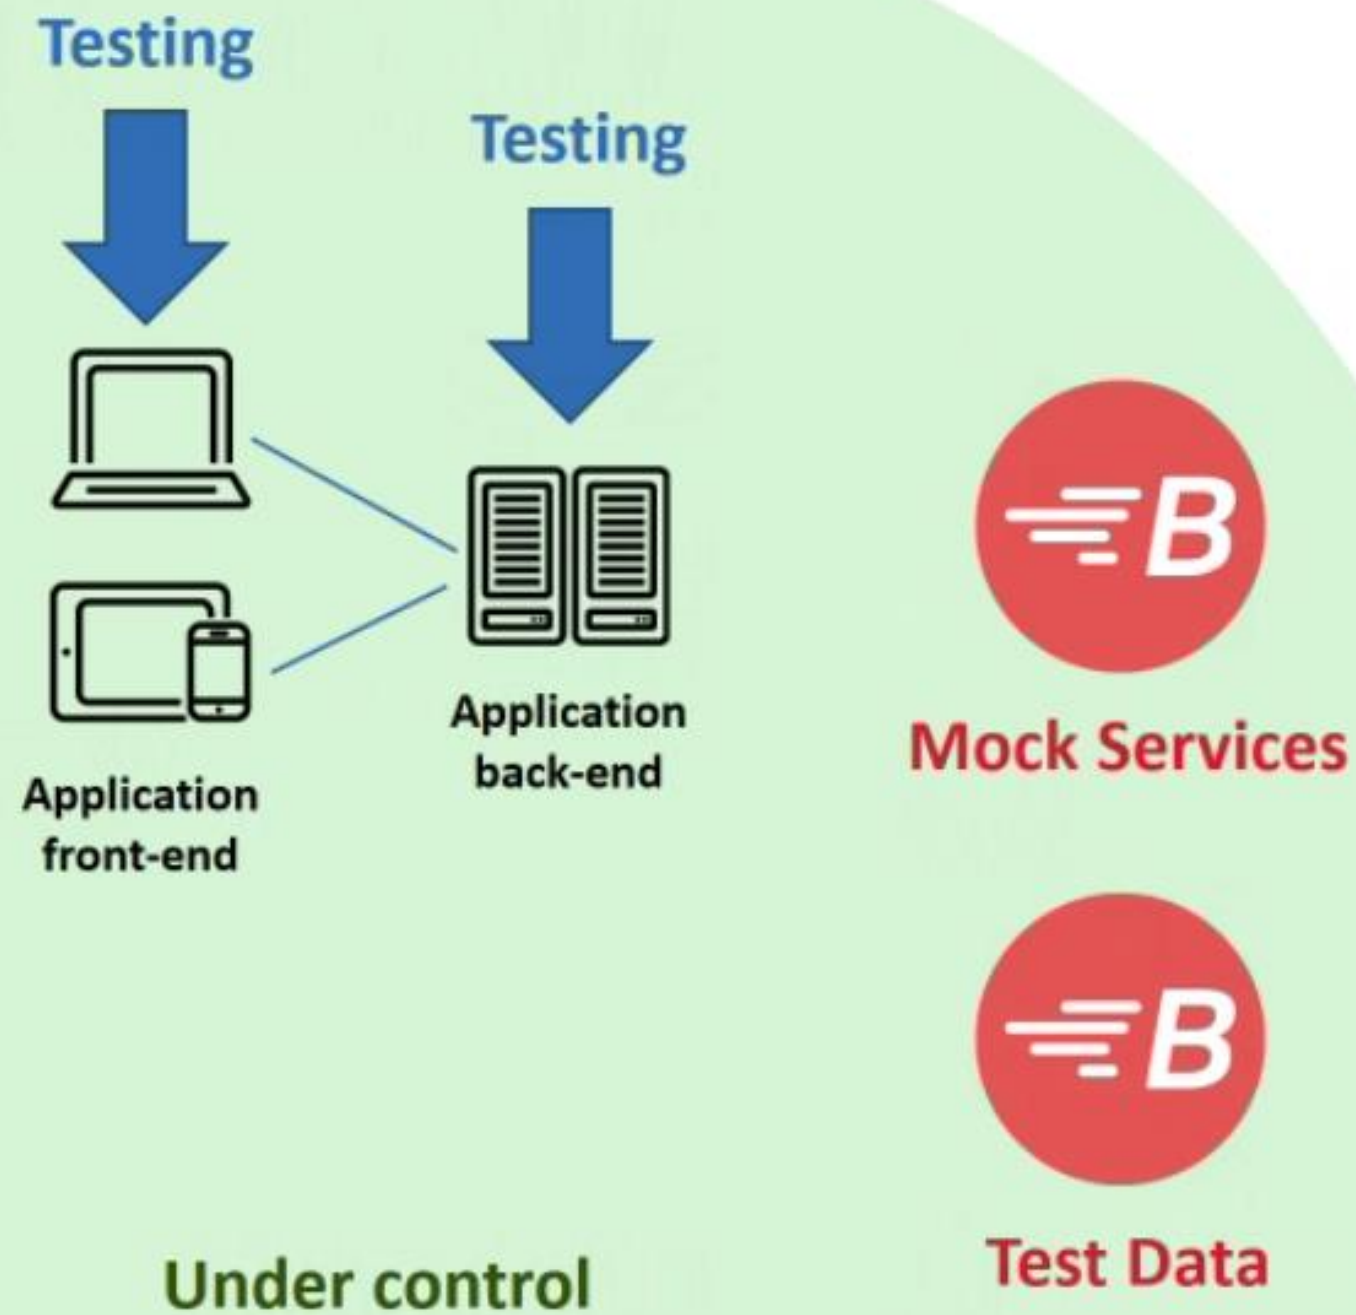 Testing
Testing
Application
front-end
Application
back-end
B
Mock Services
B
Test Data
Under control